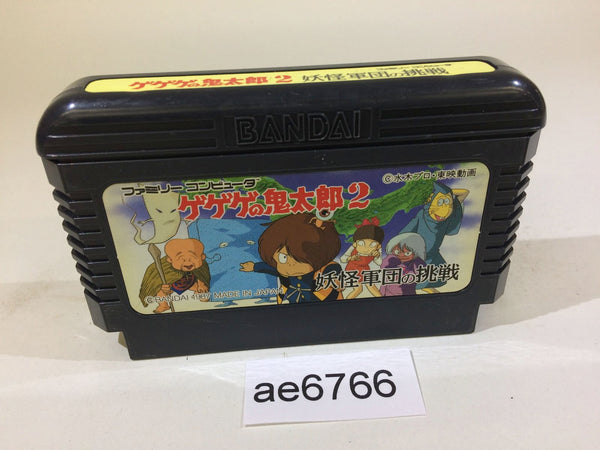 ゲゲゲの鬼太郎2 妖怪軍団の挑戦
BANDAI
ファミリー コンピュータ
©水木プロ・東映動画
ゲゲゲの鬼太郎2
妖怪軍団の挑戦
©BANDAI 1987 MADE IN JAPAN
ae6766